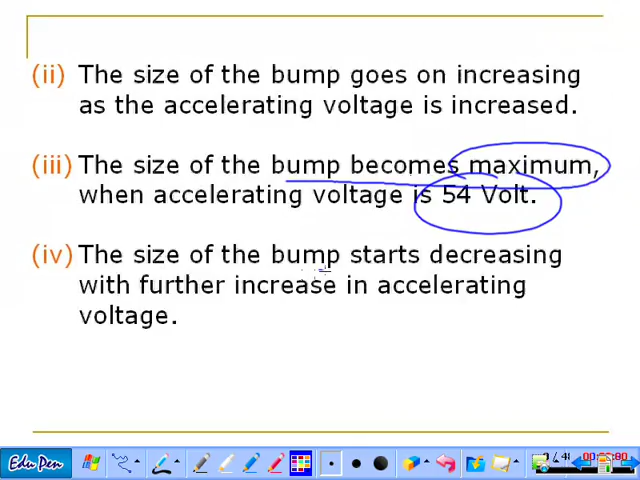 (ii) The size of the bump goes on increasing
as the accelerating voltage is increased.
(iii) The size of the bump becomes maximum,
when accelerating voltage is 54 Volt.
(iv) The size of the bump starts decreasing
with further increase in accelerating
voltage.
Edu Pen